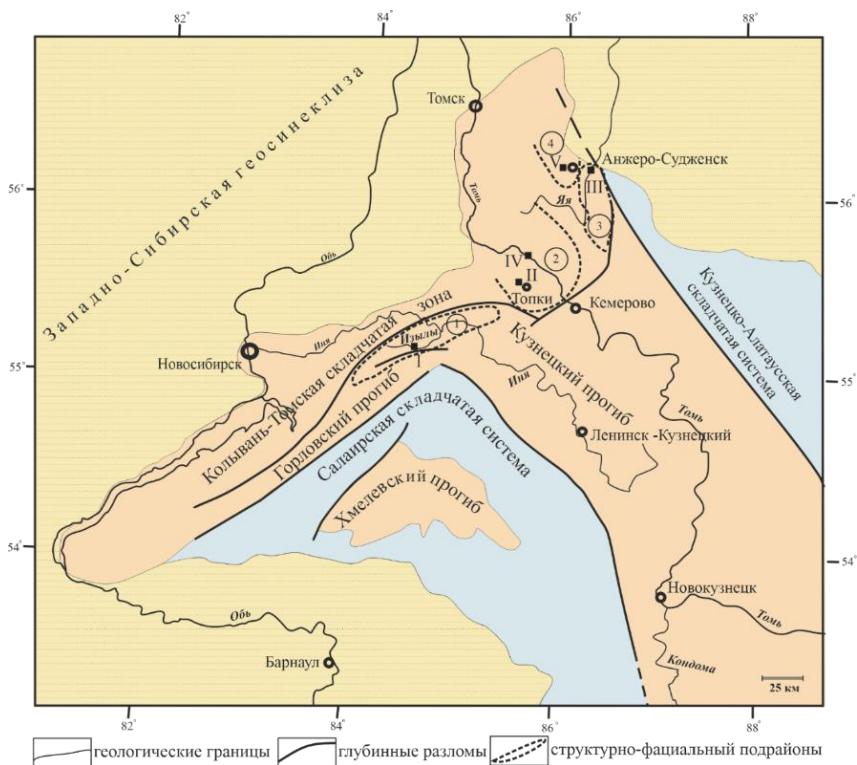 82°
84°
86°
88°
Томск
4
V
Анжеро-Судженск
III
Западно-Сибирская геосинеклиза
56°
56°
Томь
Яя
3
Обь
IV
2
II
Топки
Кемерово
Кузнецко-Алатаусская
складчатая система
55°
55°
Новосибирск
Иня
Изылы
1
I
Колывань-Томская складчатая зона
Горловский прогиб
Салаирская складчатая система
Кузнецкий прогиб
Иня
Томь
Ленинск -Кузнецкий
Хмелевский прогиб
54°
54°
Новокузнецк
Томь
Обь
Барнаул
Кондома
25 км
82°
84°
86°
88°
геологические границы
глубинные разломы
структурно-фациальный подрайоны